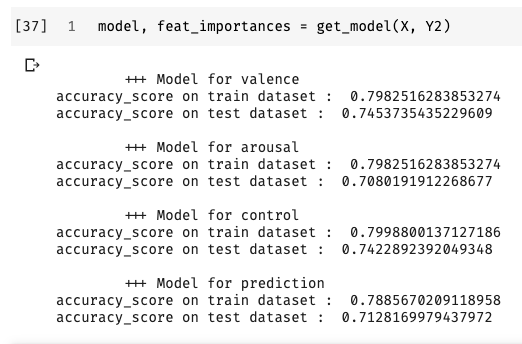 [37] 1 model, feat_importances = get_model(X, Y2)
+++ Model for valence
accuracy_score on train dataset : 0.7982516283853274
accuracy_score on test dataset : 0.7453735435229609
+++ Model for arousal
accuracy_score on train dataset : 0.7982516283853274
accuracy_score on test dataset : 0.7080191912268677
+++ Model for control
accuracy_score on train dataset : 0.7998800137127186
accuracy_score on test dataset : 0.7422892392049348
+++ Model for prediction
accuracy_score on train dataset : 0.7885670209118958
accuracy_score on test dataset : 0.7128169979437972